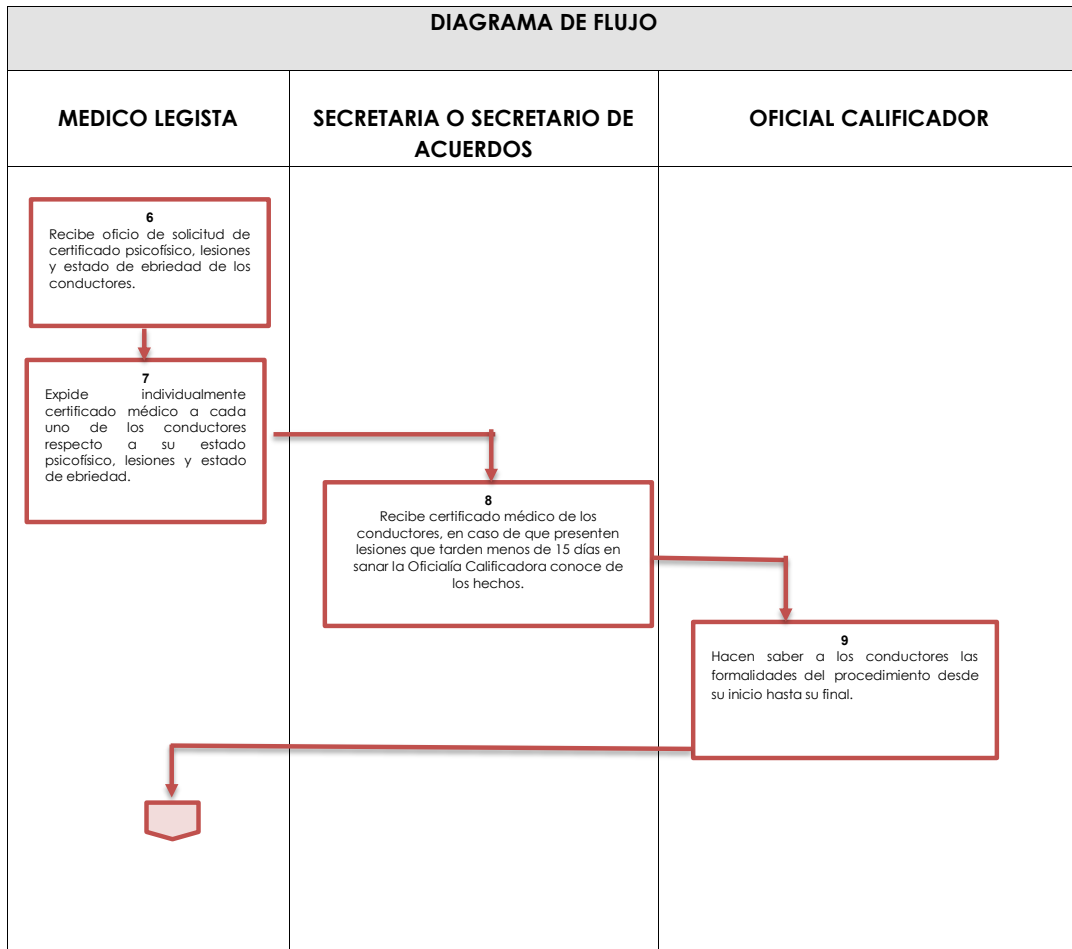 DIAGRAMA DE FLUJO
MEDICO LEGISTA
SECRETARIA O SECRETARIO DE
ACUERDOS
OFICIAL CALIFICADOR
6
Recibe oficio de solicitud de
certificado psicofísico, lesiones
y estado de ebriedad de los
conductores.
7
Expide individualmente
certificado médico a cada
uno de los conductores
respecto a su estado
psicofísico, lesiones y estado
de ebriedad.
8
Recibe certificado médico de los
conductores, en caso de que presenten
lesiones que tarden menos de 15 días en
sanar la Oficialía Calificadora conoce de
los hechos.
9
Hacen saber a los conductores las
formalidades del procedimiento desde
su inicio hasta su final.